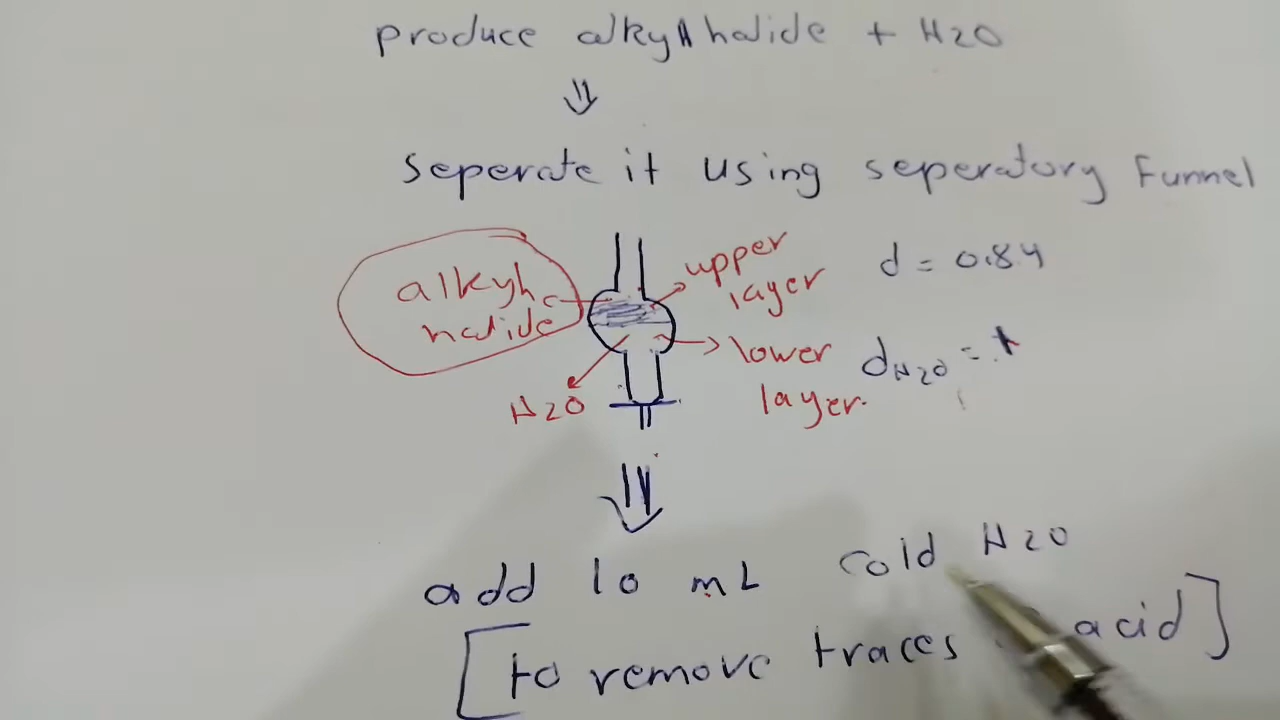 produce alkyl halide + H2O
⇓
Seperate it using seperatory Funnel
alkyl halide
upper layer
d = 0.84
H2O
lower layer.
dH2O = 1
⇓
add 10 mL cold H2O
[to remove traces acid]